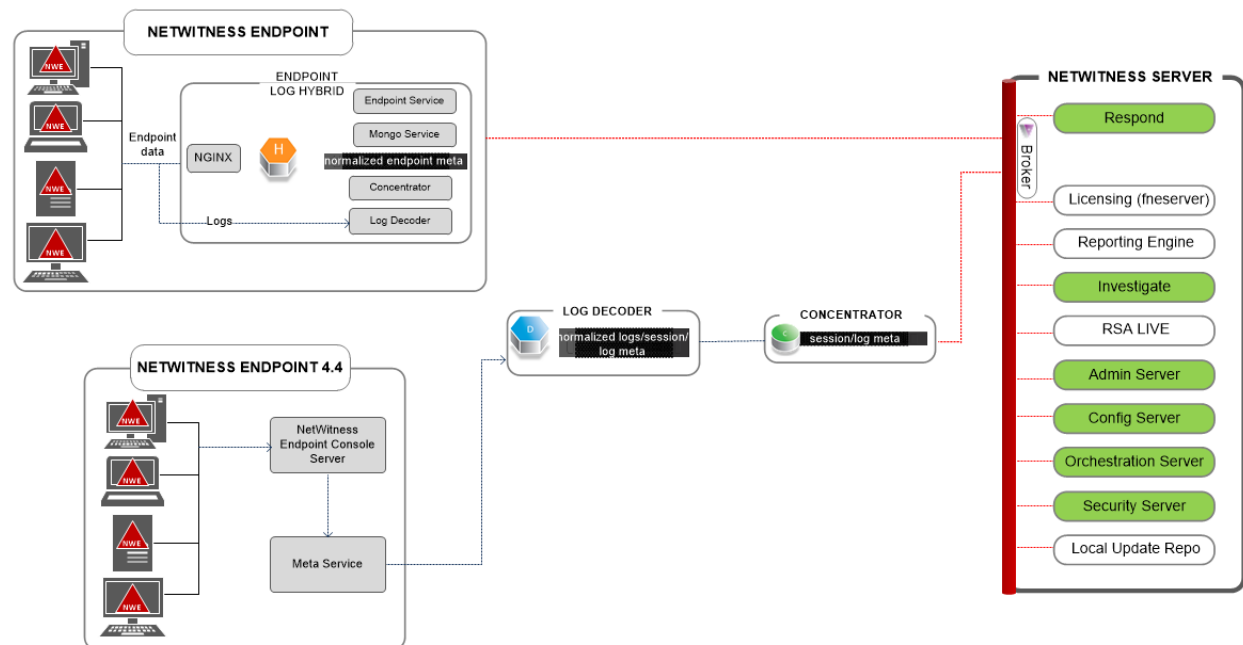 NETWITNESS ENDPOINT
NWE
NWE
NWE
NWE
Endpoint
data
Logs
ENDPOINT
LOG HYBRID
NGINX
H
Endpoint Service
Mongo Service
normalized endpoint meta
Concentrator
Log Decoder
NETWITNESS ENDPOINT 4.4
NWE
NWE
NWE
NWE
NetWitness
Endpoint Console
Server
Meta Service
LOG DECODER
D
normalized logs/session/
log meta
CONCENTRATOR
C
session/log meta
NETWITNESS SERVER
Broker
Respond
Licensing (fneserver)
Reporting Engine
Investigate
RSA LIVE
Admin Server
Config Server
Orchestration Server
Security Server
Local Update Repo